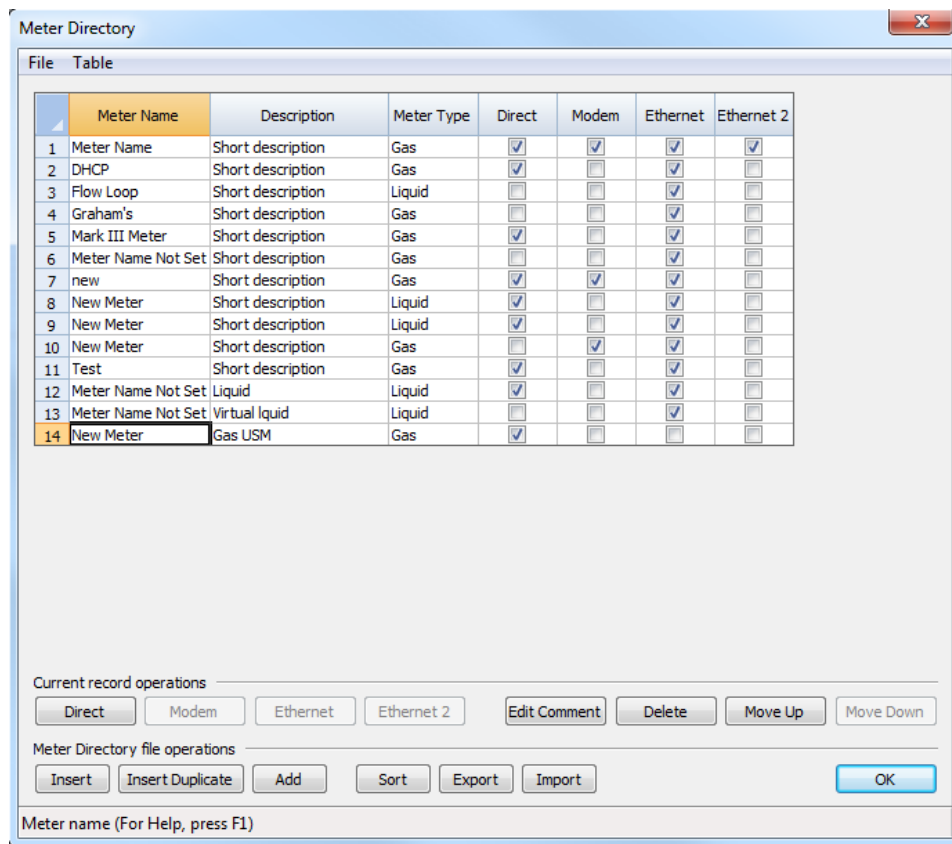 Meter Directory
File Table
Meter Name Description Meter Type Direct Modem Ethernet Ethernet 2
1 Meter Name Short description Gas
2 DHCP Short description Gas
3 Flow Loop Short description Liquid
4 Graham's Short description Gas
5 Mark III Meter Short description Gas
6 Meter Name Not Set Short description Gas
7 new Short description Gas
8 New Meter Short description Liquid
9 New Meter Short description Liquid
10 New Meter Short description Gas
11 Test Short description Gas
12 Meter Name Not Set Liquid Liquid
13 Meter Name Not Set Virtual lquid Liquid
14 New Meter Gas USM Gas
Current record operations
Direct Modem Ethernet Ethernet 2 Edit Comment Delete Move Up Move Down
Meter Directory file operations
Insert Insert Duplicate Add Sort Export Import OK
Meter name (For Help, press F1)